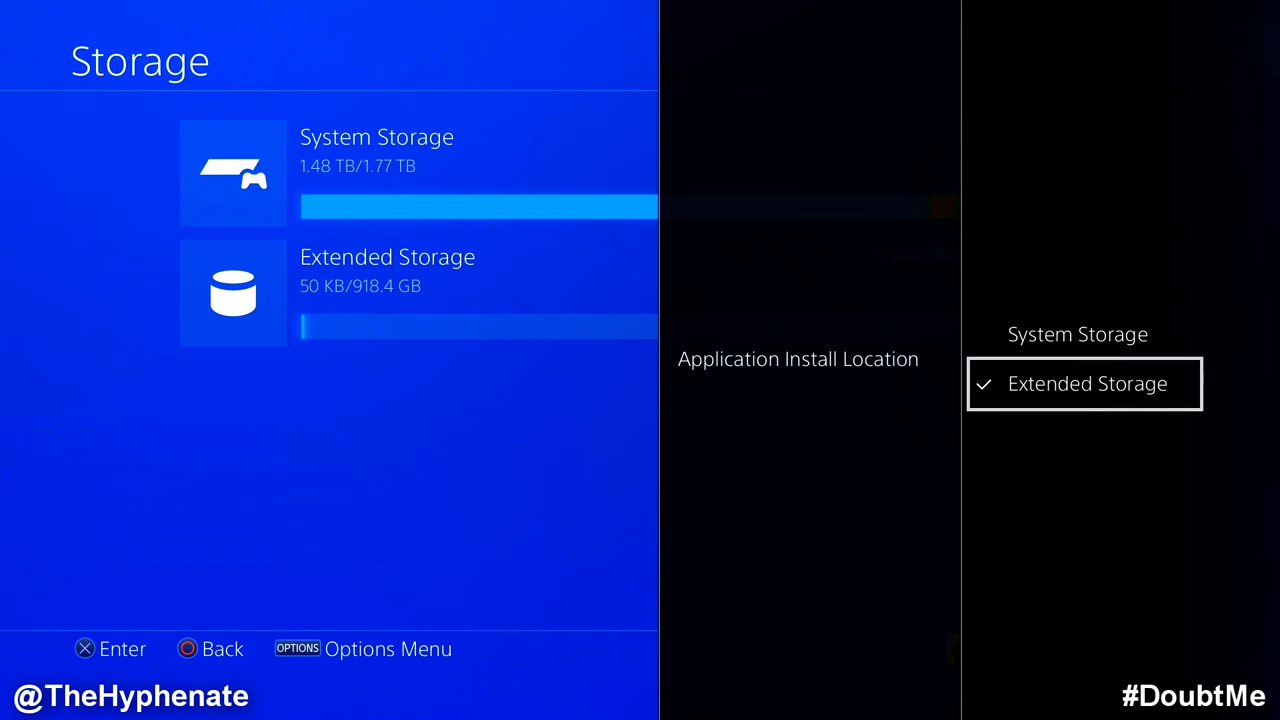 Storage
System Storage
1.48 TB/1.77 TB
Extended Storage
50 KB/918.4 GB
Application Install Location
System Storage
Extended Storage
Enter
Back
OPTIONS Options Menu
@TheHyphenate
#DoubtMe